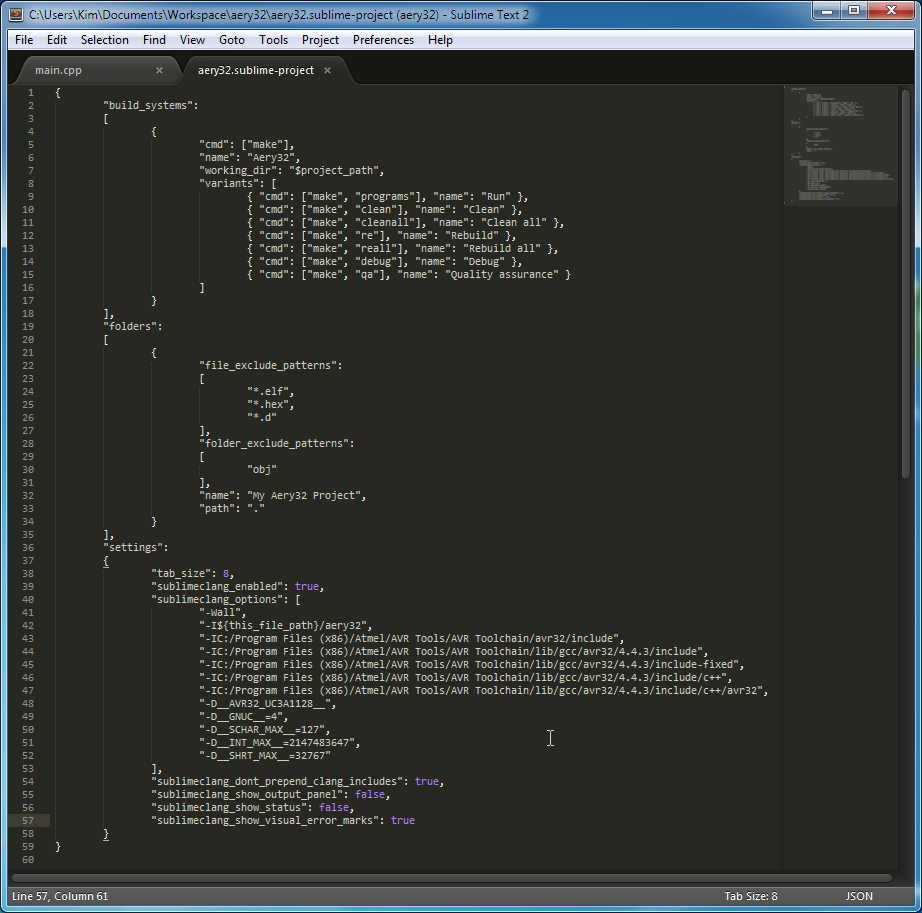 C:\Users\Kim\Documents\Workspace\aery32\aery32.sublime-project (aery32) - Sublime Text 2
File Edit Selection Find View Goto Tools Project Preferences Help
main.cpp × aery32.sublime-project ×
1 {
2 "build_systems":
3 [
4 {
5 "cmd": ["make"],
6 "name": "Aery32",
7 "working_dir": "$project_path",
8 "variants": [
9 { "cmd": ["make", "programs"], "name": "Run" },
10 { "cmd": ["make", "clean"], "name": "Clean" },
11 { "cmd": ["make", "cleanall"], "name": "Clean all" },
12 { "cmd": ["make", "re"], "name": "Rebuild" },
13 { "cmd": ["make", "reall"], "name": "Rebuild all" },
14 { "cmd": ["make", "debug"], "name": "Debug" },
15 { "cmd": ["make", "qa"], "name": "Quality assurance" }
16 ]
17 }
18 ],
19 "folders":
20 [
21 {
22 "file_exclude_patterns":
23 [
24 "*.elf",
25 "*.hex",
26 "*.d"
27 ],
28 "folder_exclude_patterns":
29 [
30 "obj"
31 ],
32 "name": "My Aery32 Project",
33 "path": "."
34 }
35 ],
36 "settings":
37 {
38 "tab_size": 8,
39 "sublimeclang_enabled": true,
40 "sublimeclang_options": [
41 "-Wall",
42 "-I${this_file_path}/aery32",
43 "-IC:/Program Files (x86)/Atmel/AVR Tools/AVR Toolchain/avr32/include",
44 "-IC:/Program Files (x86)/Atmel/AVR Tools/AVR Toolchain/lib/gcc/avr32/4.4.3/include",
45 "-IC:/Program Files (x86)/Atmel/AVR Tools/AVR Toolchain/lib/gcc/avr32/4.4.3/include-fixed",
46 "-IC:/Program Files (x86)/Atmel/AVR Tools/AVR Toolchain/lib/gcc/avr32/4.4.3/include/c++",
47 "-IC:/Program Files (x86)/Atmel/AVR Tools/AVR Toolchain/lib/gcc/avr32/4.4.3/include/c++/avr32",
48 "-D__AVR32_UC3A1128__",
49 "-D__GNUC__=4",
50 "-D__SCHAR_MAX__=127",
51 "-D__INT_MAX__=2147483647",
52 "-D__SHRT_MAX__=32767"
53 ],
54 "sublimeclang_dont_prepend_clang_includes": true,
55 "sublimeclang_show_output_panel": false,
56 "sublimeclang_show_status": false,
57 "sublimeclang_show_visual_error_marks": true
58 }
59 }
60
Line 57, Column 61 Tab Size: 8 JSON